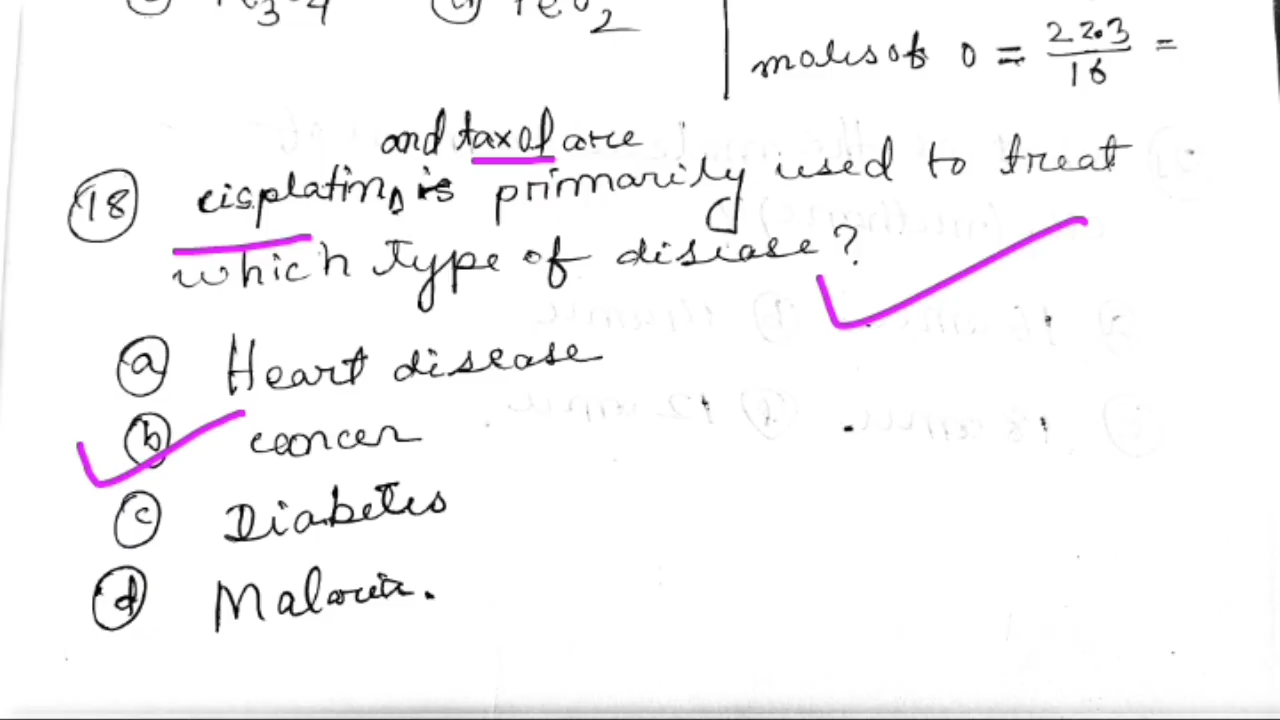 moles of O = 22.3/16 =
and taxol are
18 cisplatin, is primarily used to treat
which type of disease?
a Heart disease
b cancer
c Diabetes
d Malaria.